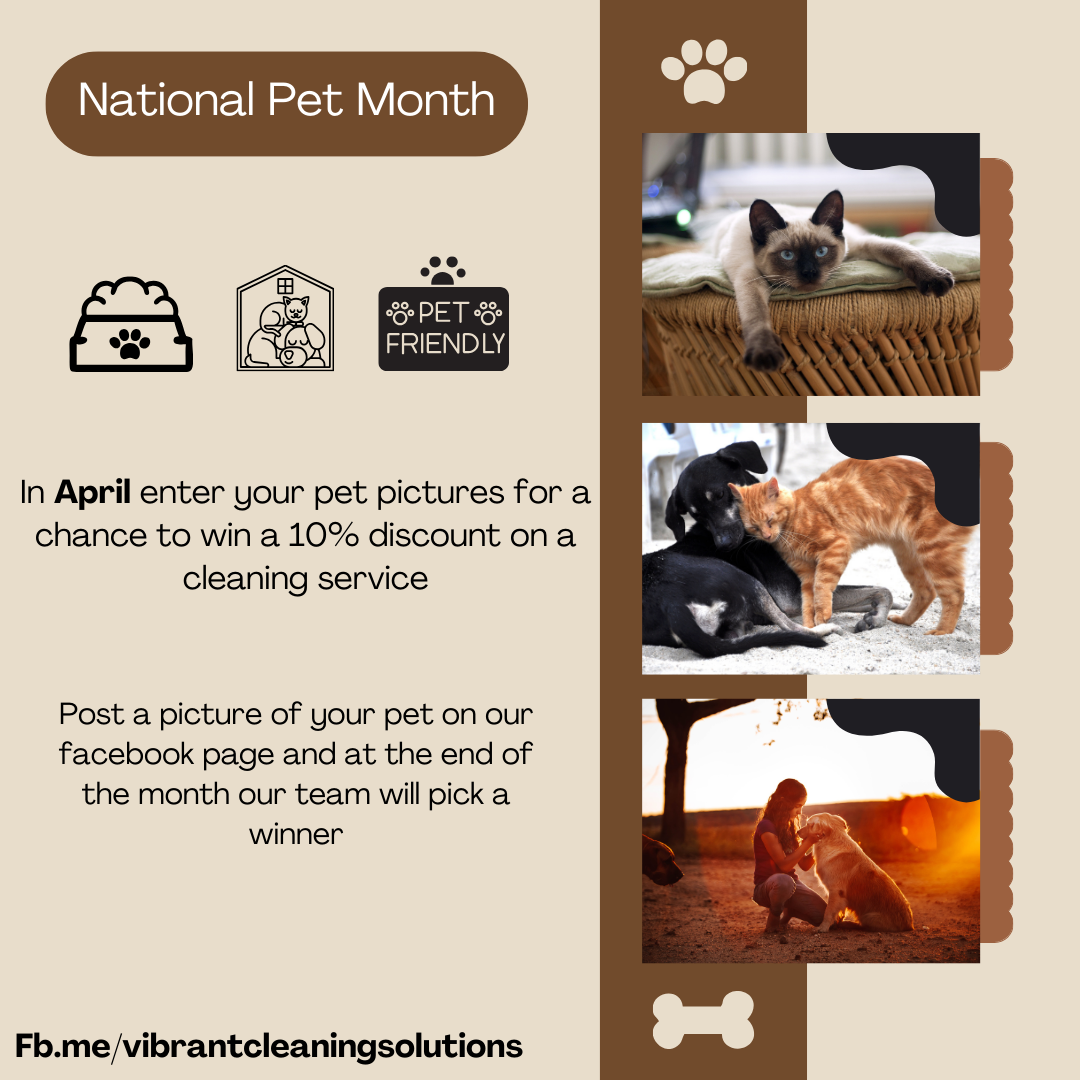 National Pet Month
PET
FRIENDLY
In April enter your pet pictures for a
chance to win a 10% discount on a
cleaning service
Post a picture of your pet on our
facebook page and at the end of
the month our team will pick a
winner
Fb.me/vibrantcleaningsolutions